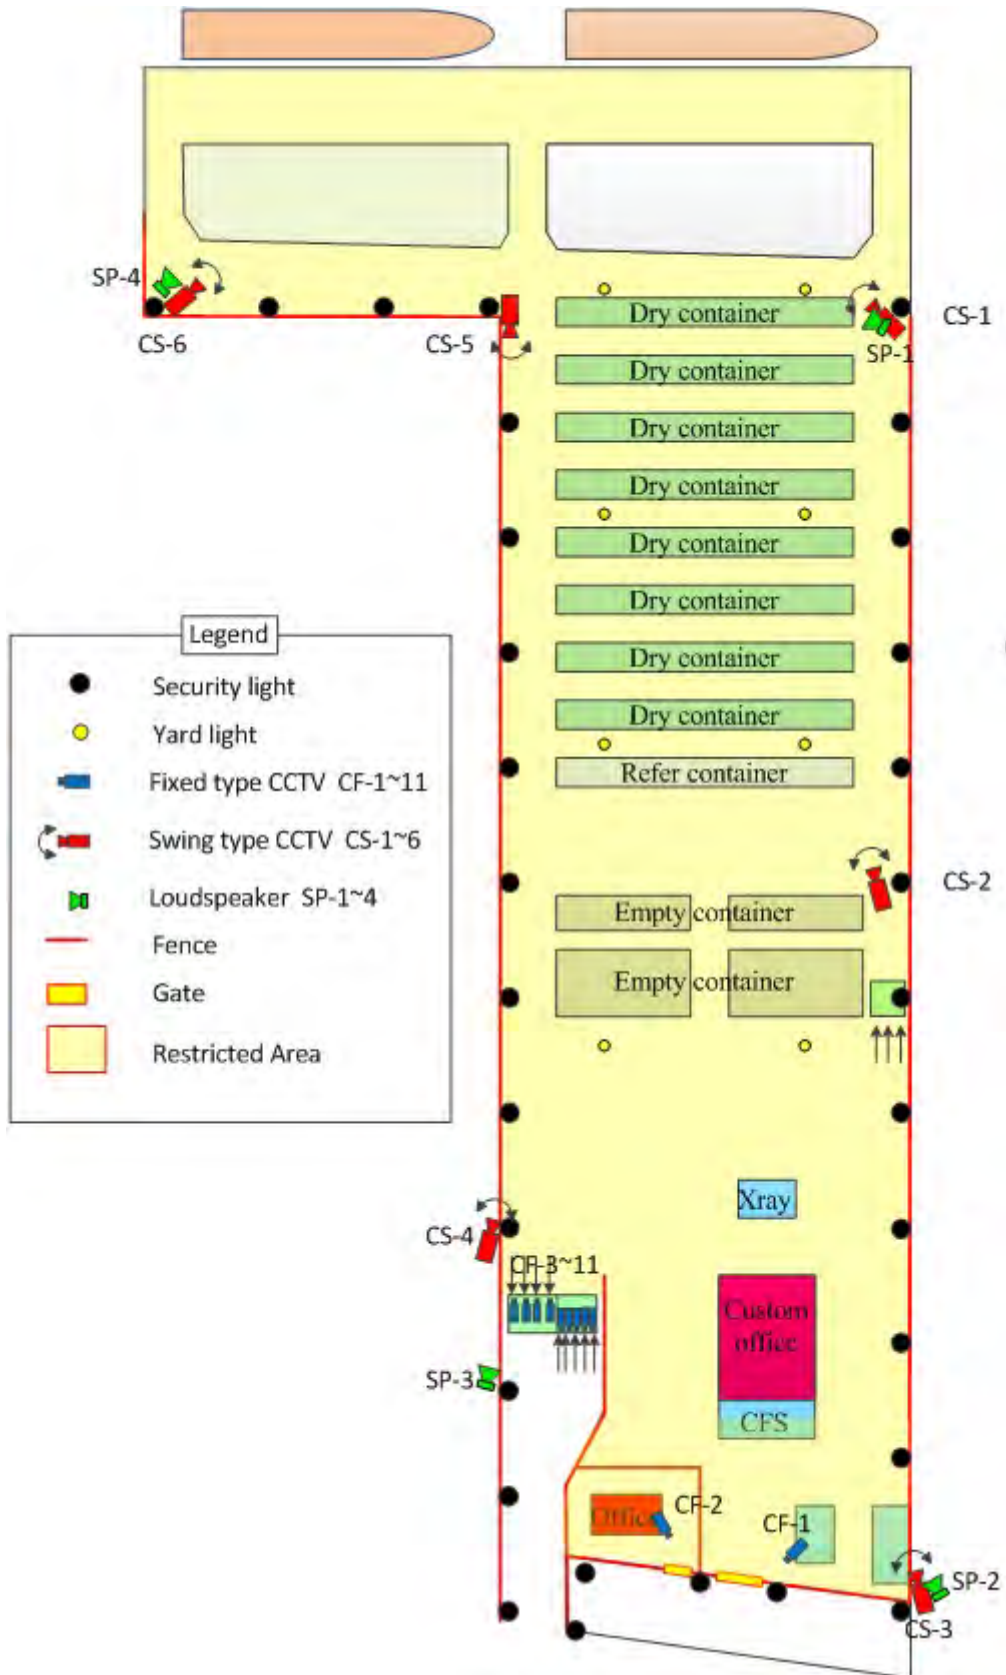 SP-4
CS-6
CS-5
CS-1
SP-1
Dry container
Dry container
Dry container
Dry container
Dry container
Dry container
Dry container
Dry container
Refer container
CS-2
Empty container
Empty container
Legend
Security light
Yard light
Fixed type CCTV CF-1~11
Swing type CCTV CS-1~6
Loudspeaker SP-1~4
Fence
Gate
Restricted Area
Xray
CS-4
CF-3~11
Custom
office
SP-3
CFS
Office
CF-2
CF-1
SP-2
CS-3